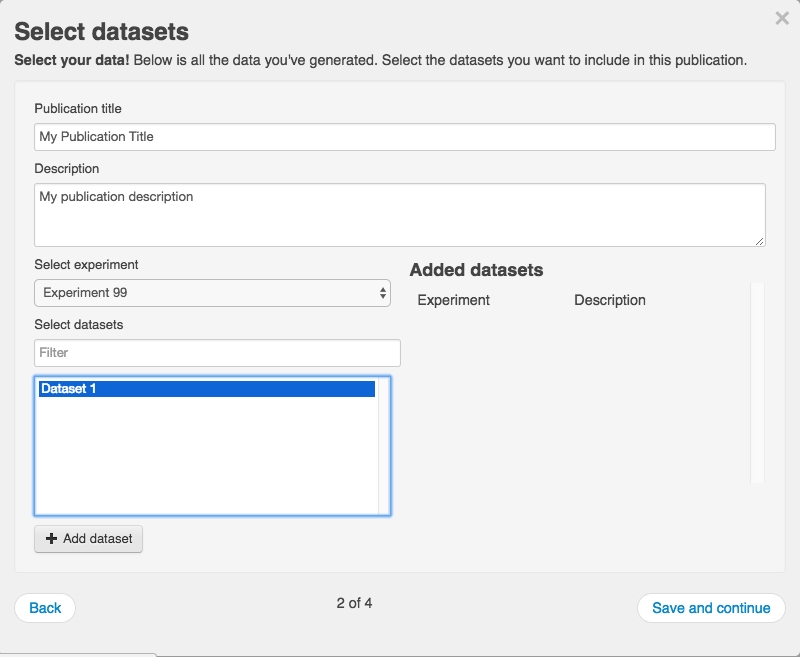 Select datasets
×
Select your data! Below is all the data you've generated. Select the datasets you want to include in this publication.
Publication title
My Publication Title
Description
My publication description
Select experiment
Experiment 99
Select datasets
Filter
Dataset 1
+ Add dataset
Added datasets
Experiment Description
Back
2 of 4
Save and continue